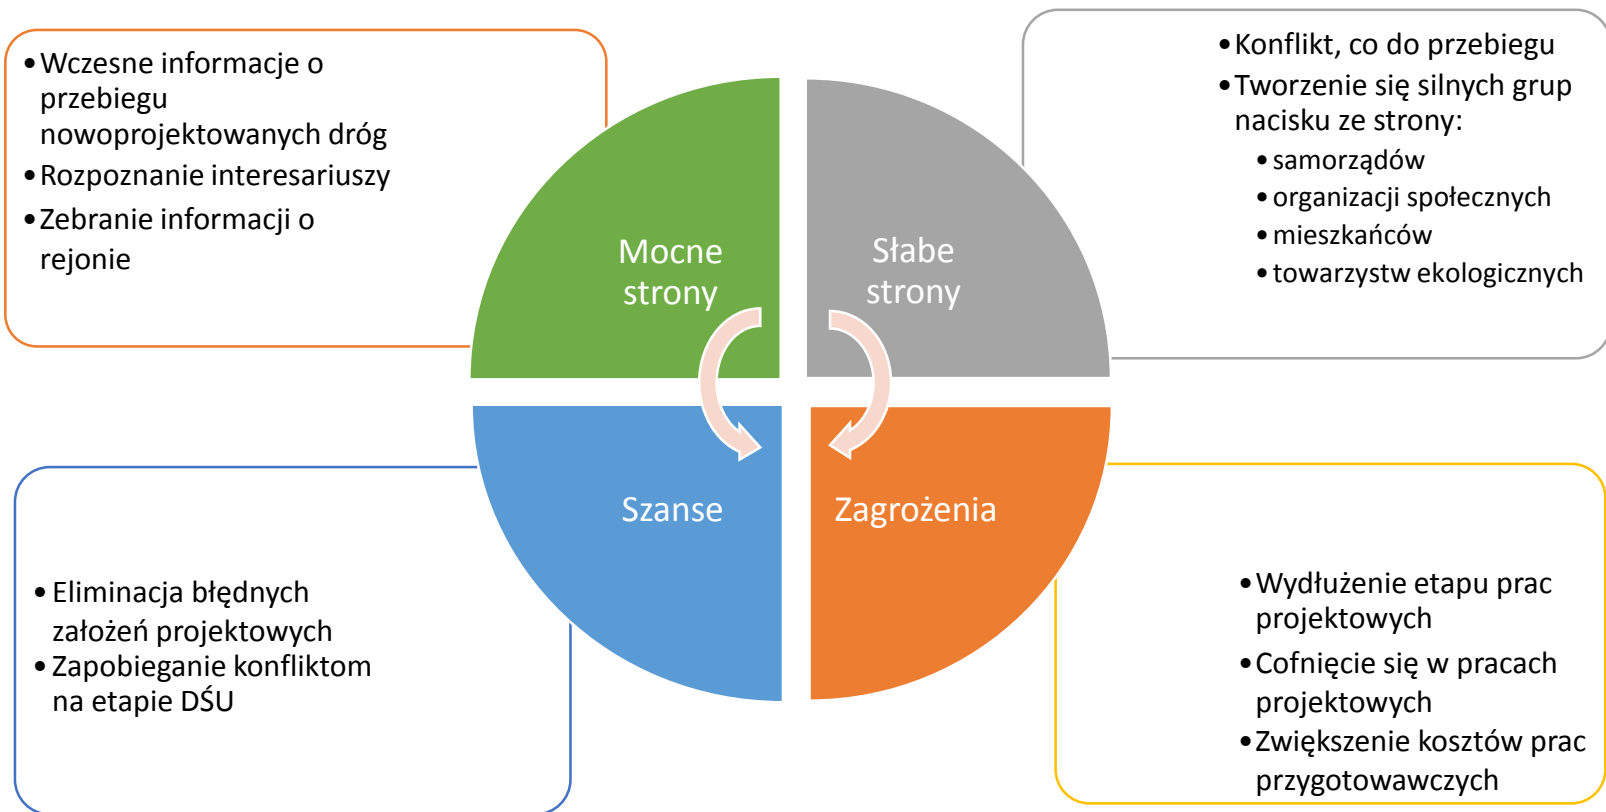 •Wczesne informacje o
przebiegu
nowoprojektowanych dróg
•Rozpoznanie interesariuszy
•Zebranie informacji o
rejonie
•Konflikt, co do przebiegu
•Tworzenie się silnych grup
nacisku ze strony:
•samorządów
•organizacji społecznych
•mieszkańców
•towarzystw ekologicznych
Mocne
strony
Słabe
strony
Szanse
Zagrożenia
•Eliminacja błędnych
założeń projektowych
•Zapobieganie konfliktom
na etapie DŚU
•Wydłużenie etapu prac
projektowych
•Cofnięcie się w pracach
projektowych
•Zwiększenie kosztów prac
przygotowawczych